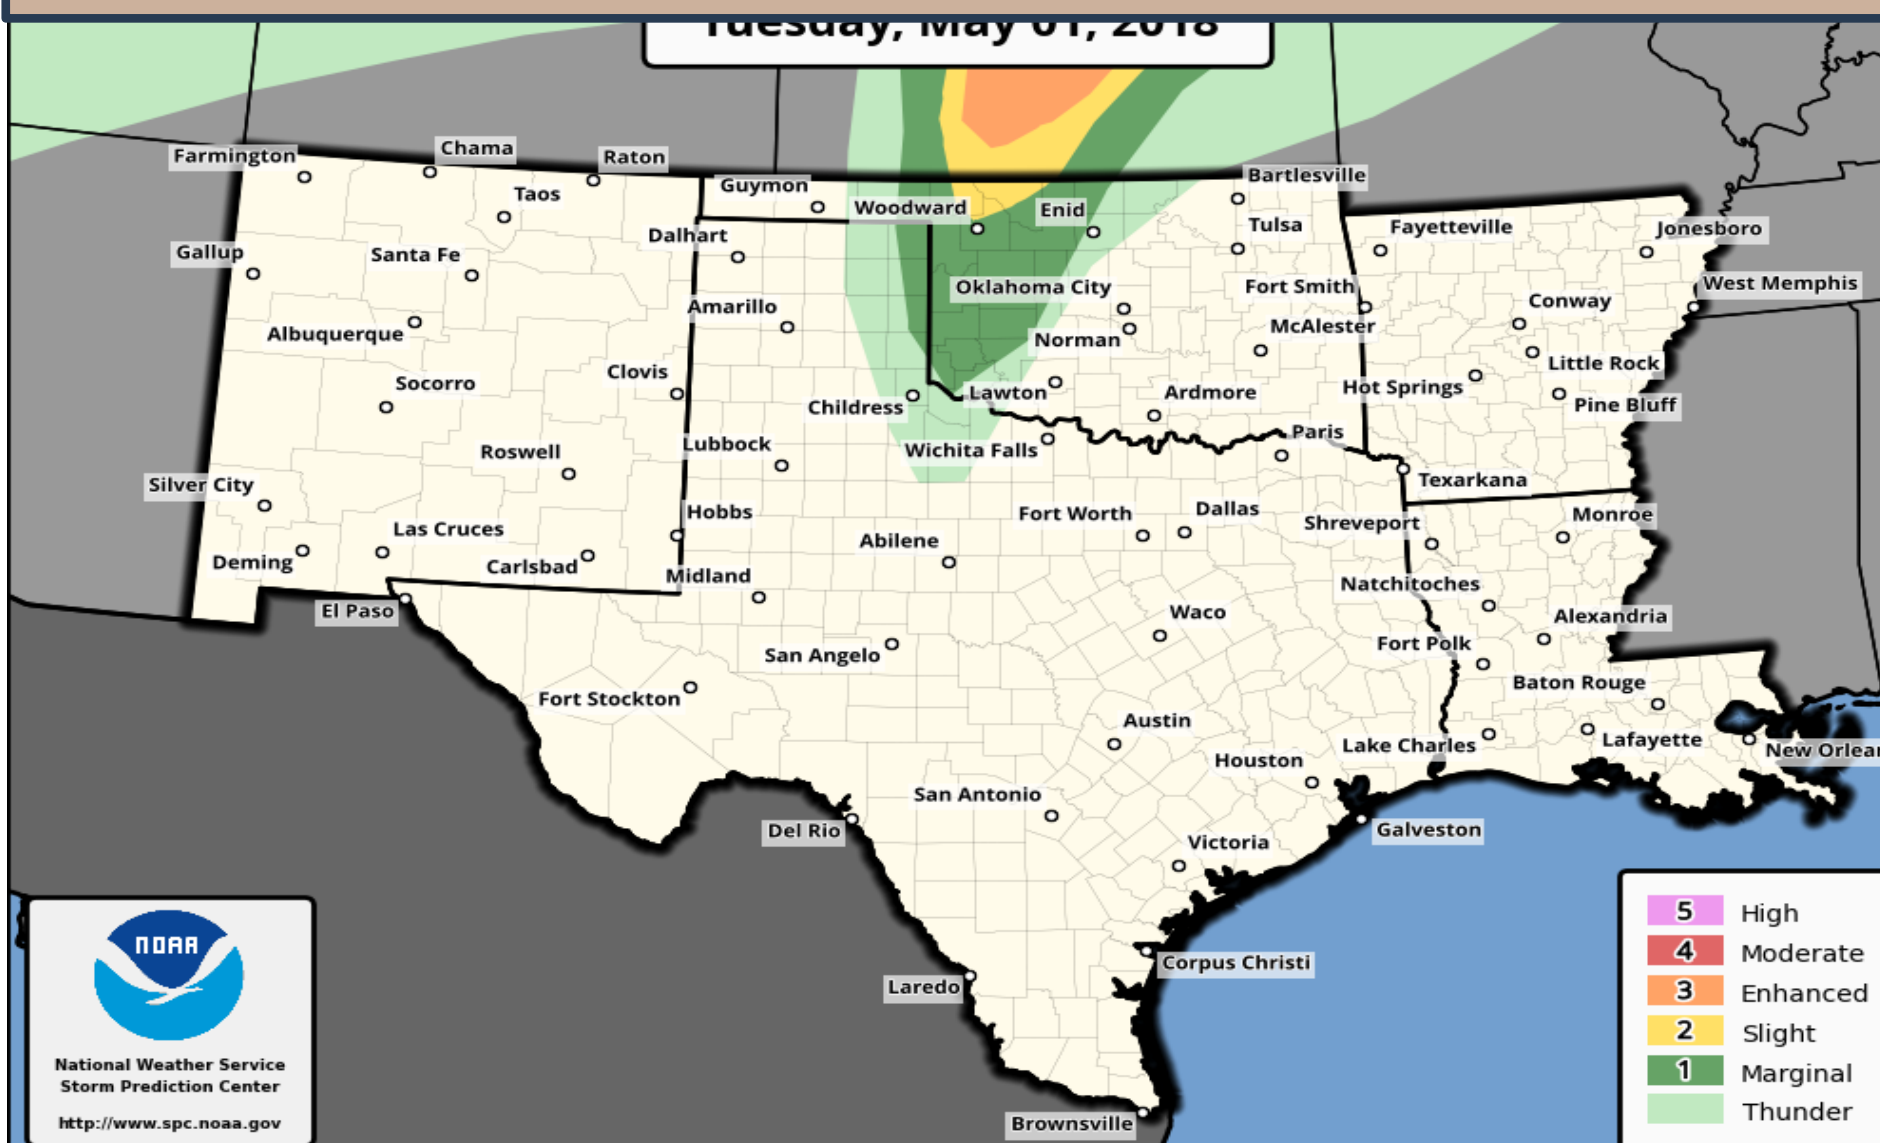 Tuesday, May 01, 2018
Farmington
Chama
Raton
Taos
Guymon
Woodward
Enid
Bartlesville
Tulsa
Fayetteville
Jonesboro
Gallup
Santa Fe
Dalhart
Oklahoma City
Fort Smith
West Memphis
Albuquerque
Amarillo
Norman
McAlester
Conway
Socorro
Clovis
Childress
Lawton
Ardmore
Hot Springs
Little Rock
Pine Bluff
Roswell
Lubbock
Wichita Falls
Paris
Texarkana
Silver City
Las Cruces
Hobbs
Abilene
Fort Worth
Dallas
Shreveport
Monroe
Deming
Carlsbad
Midland
Natchitoches
El Paso
Waco
Alexandria
San Angelo
Fort Polk
Fort Stockton
Baton Rouge
Austin
Lake Charles
Lafayette
New Orlear
Houston
San Antonio
Del Rio
Galveston
Victoria
Corpus Christi
Laredo
Brownsville
NOAA
National Weather Service
Storm Prediction Center
http://www.spc.noaa.gov
5 High
4 Moderate
3 Enhanced
2 Slight
1 Marginal
Thunder